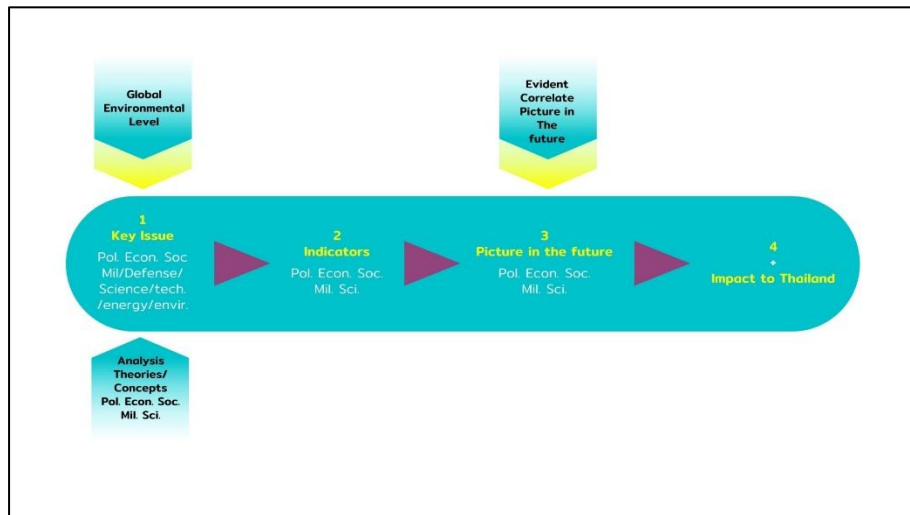 Global
Environmental
Level
Evident
Correlate
Picture in
The
future
1
Key Issue
Pol. Econ. Soc
Mil/Defense/
Science/tech.
/energy/envir.
2
Indicators
Pol. Econ. Soc.
Mil. Sci.
3
Picture in the future
Pol. Econ. Soc.
Mil. Sci.
4
+
Impact to Thailand
Analysis
Theories/
Concepts
Pol. Econ. Soc.
Mil. Sci.